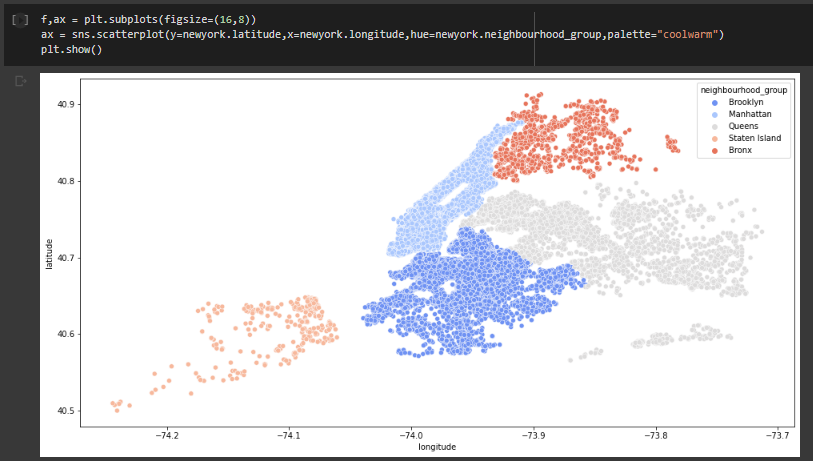 f,ax = plt.subplots(figsize=(16,8))
ax = sns.scatterplot(y=newyork.latitude,x=newyork.longitude,hue=newyork.neighbourhood_group,palette="coolwarm")
plt.show()
neighbourhood_group
Brooklyn
Manhattan
Queens
Staten Island
Bronx
40.9
40.8
40.7
40.6
40.5
latitude
−74.2
−74.1
−74.0
−73.9
−73.8
−73.7
longitude